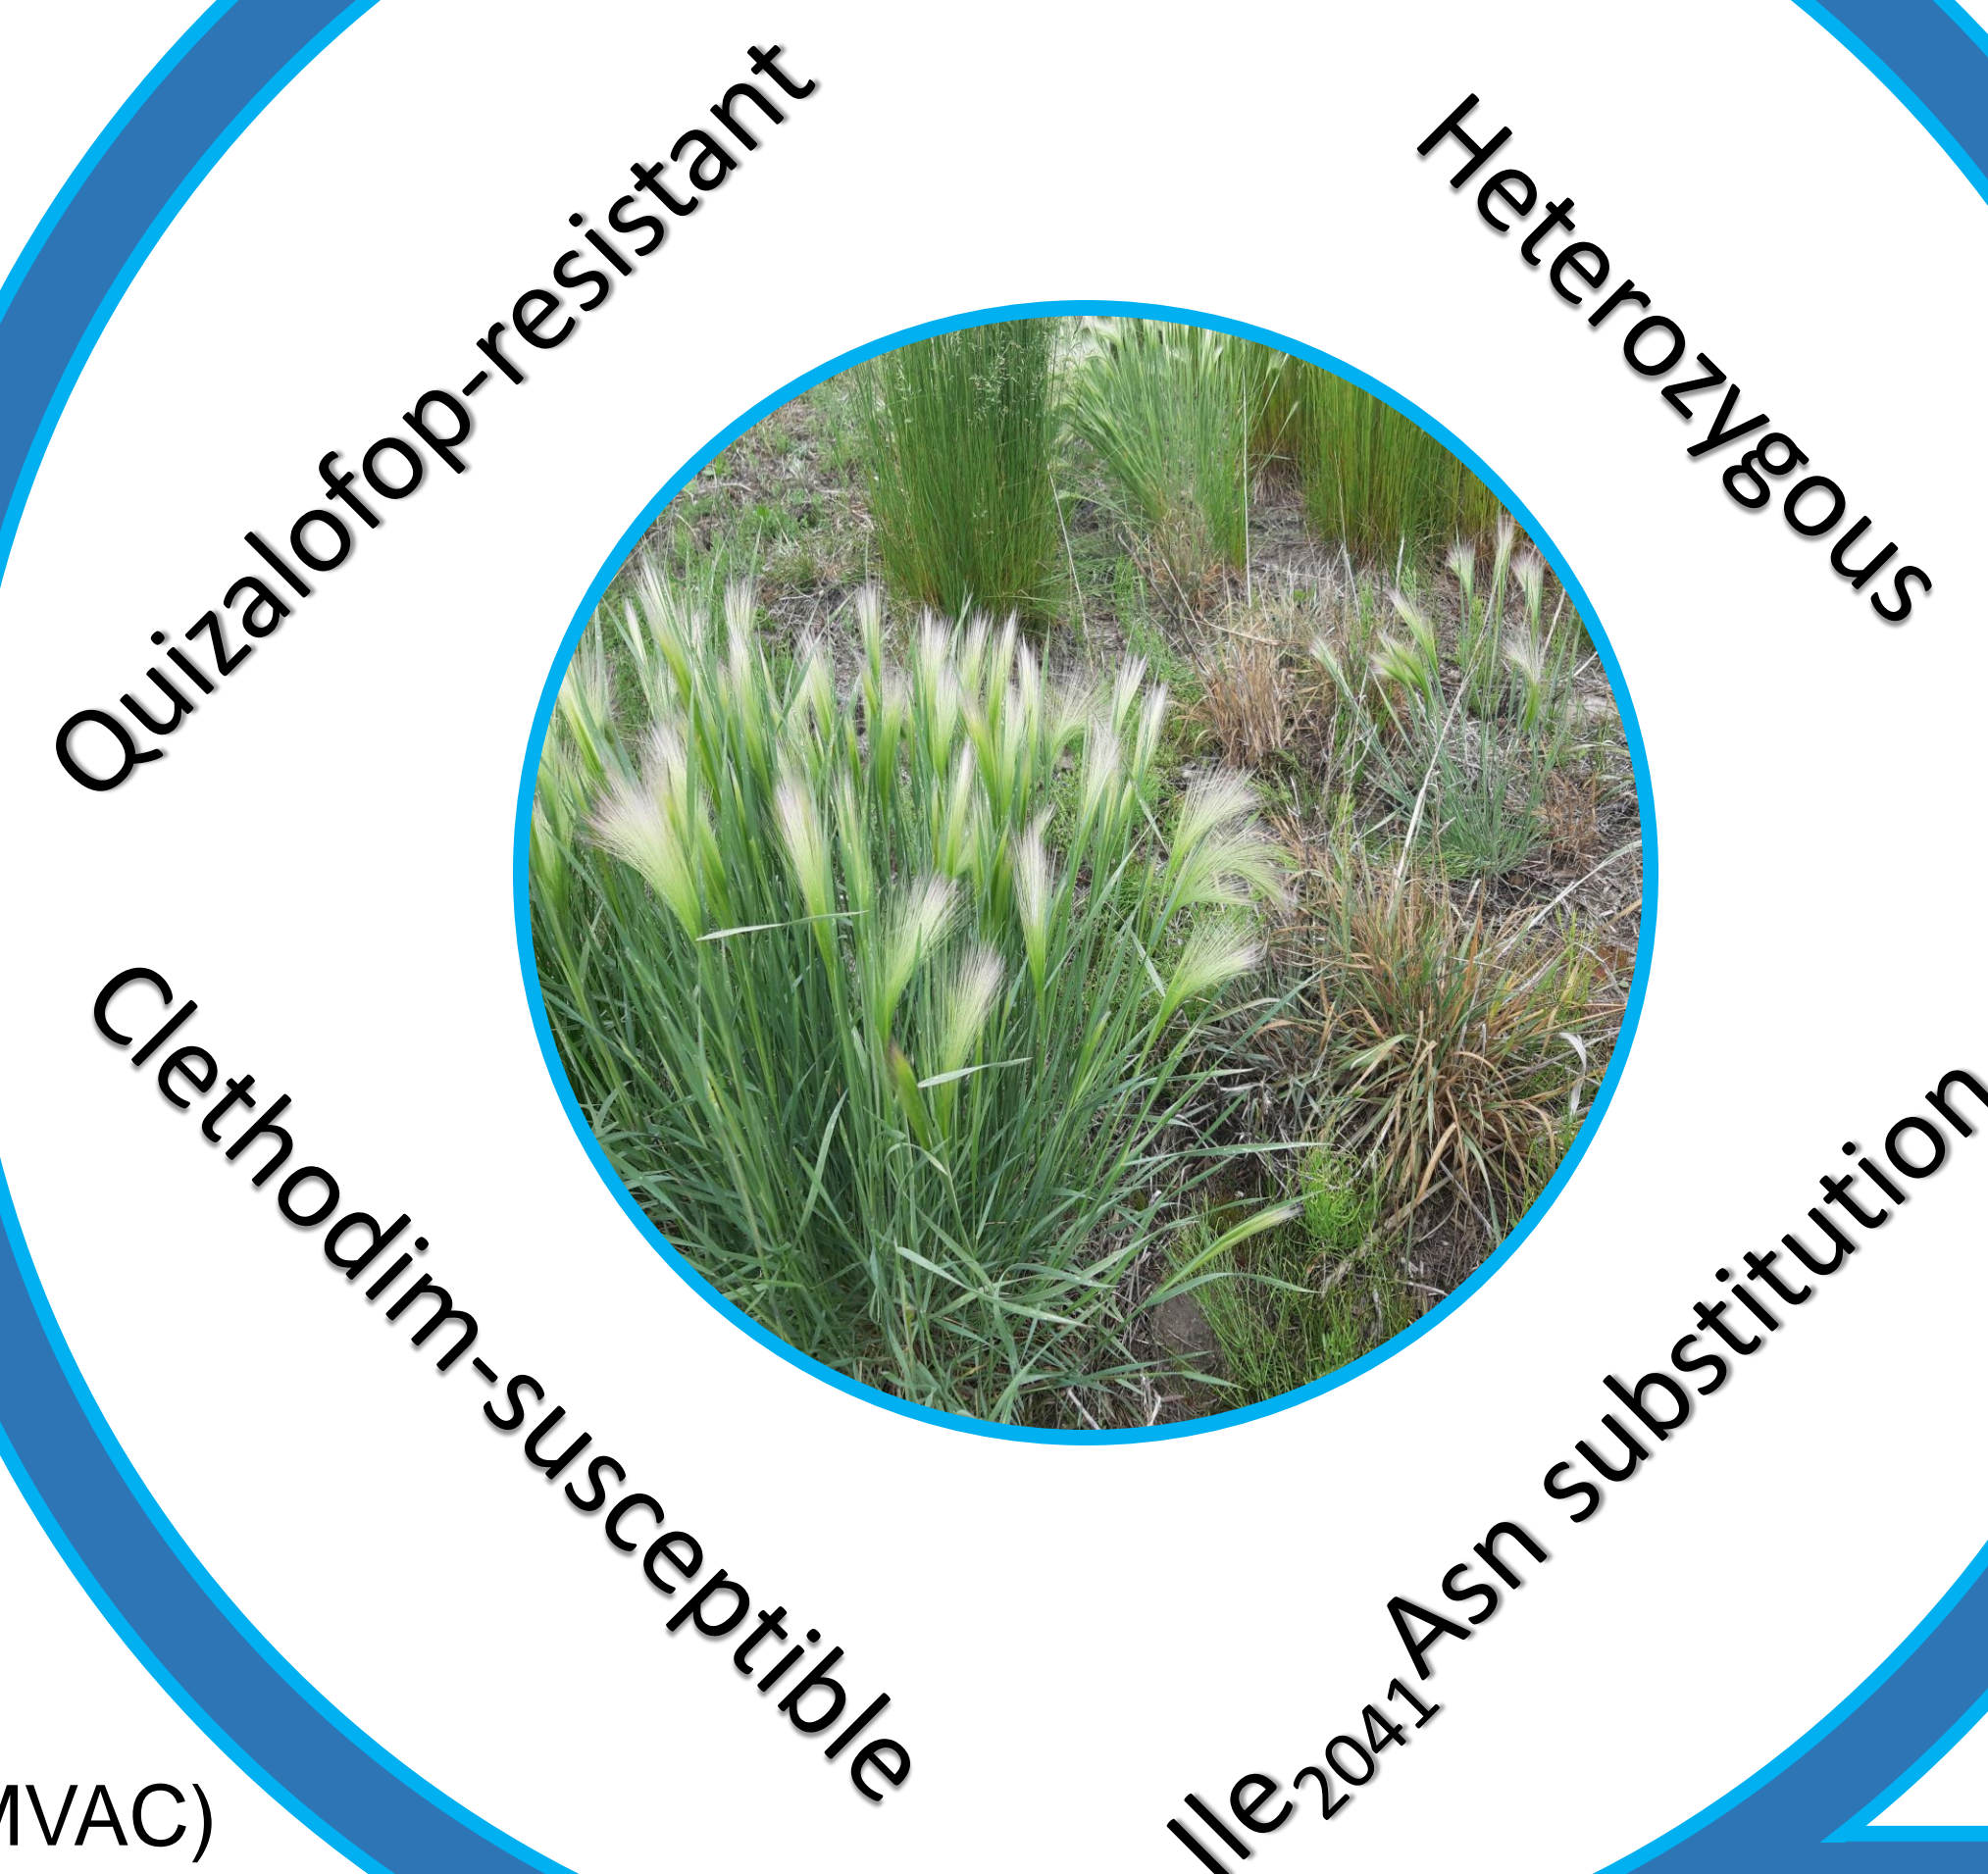 Quizalofop-resistant
Heterozygous
Clethodim-susceptible
Ile2041Asn substitution
MVAC)